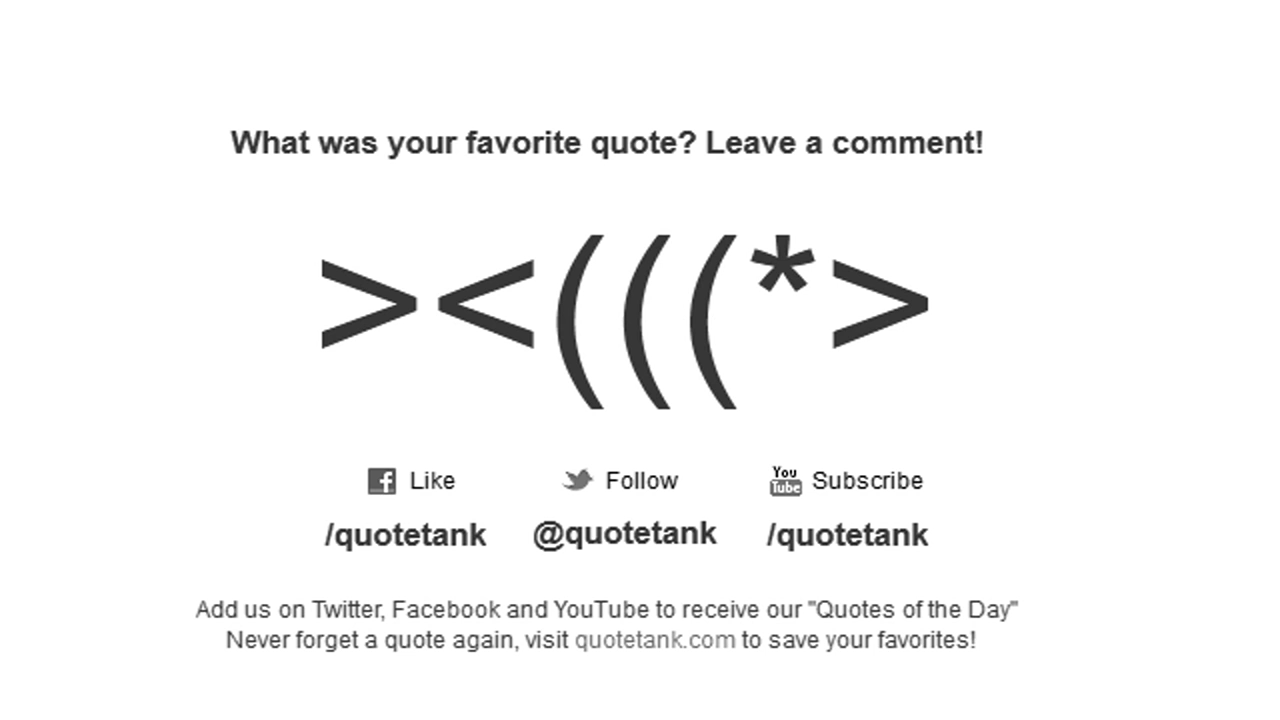 What was your favorite quote? Leave a comment!
><(((*>
Like Follow You Tube Subscribe
/quotetank @quotetank /quotetank
Add us on Twitter, Facebook and YouTube to receive our "Quotes of the Day"
Never forget a quote again, visit quotetank.com to save your favorites!